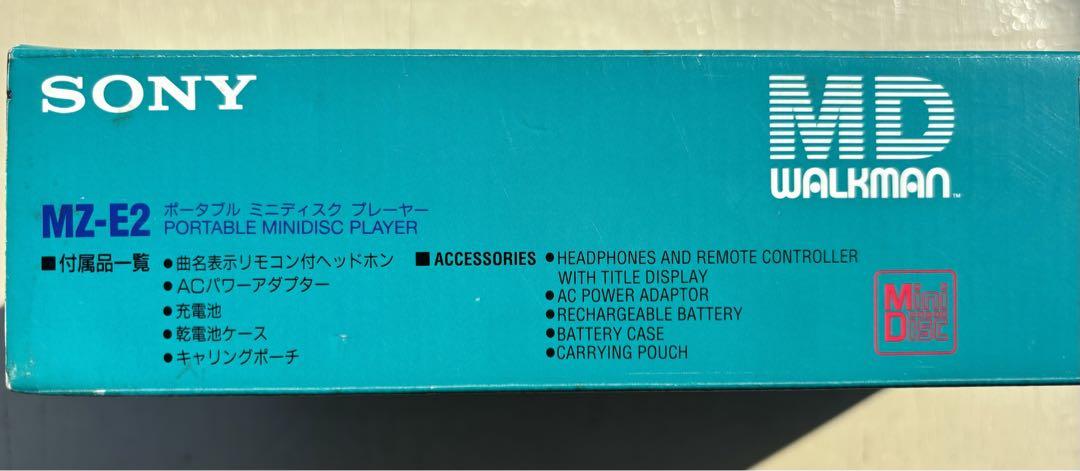 SONY
MD
WALKMAN™
MZ-E2 ポータブル ミニディスク プレーヤー
PORTABLE MINIDISC PLAYER
■付属品一覧 ●曲名表示リモコン付ヘッドホン
●ACパワーアダプター
●充電池
●乾電池ケース
●キャリングポーチ
■ ACCESSORIES ●HEADPHONES AND REMOTE CONTROLLER
WITH TITLE DISPLAY
●AC POWER ADAPTOR
●RECHARGEABLE BATTERY
●BATTERY CASE
●CARRYING POUCH
Mini
Disc